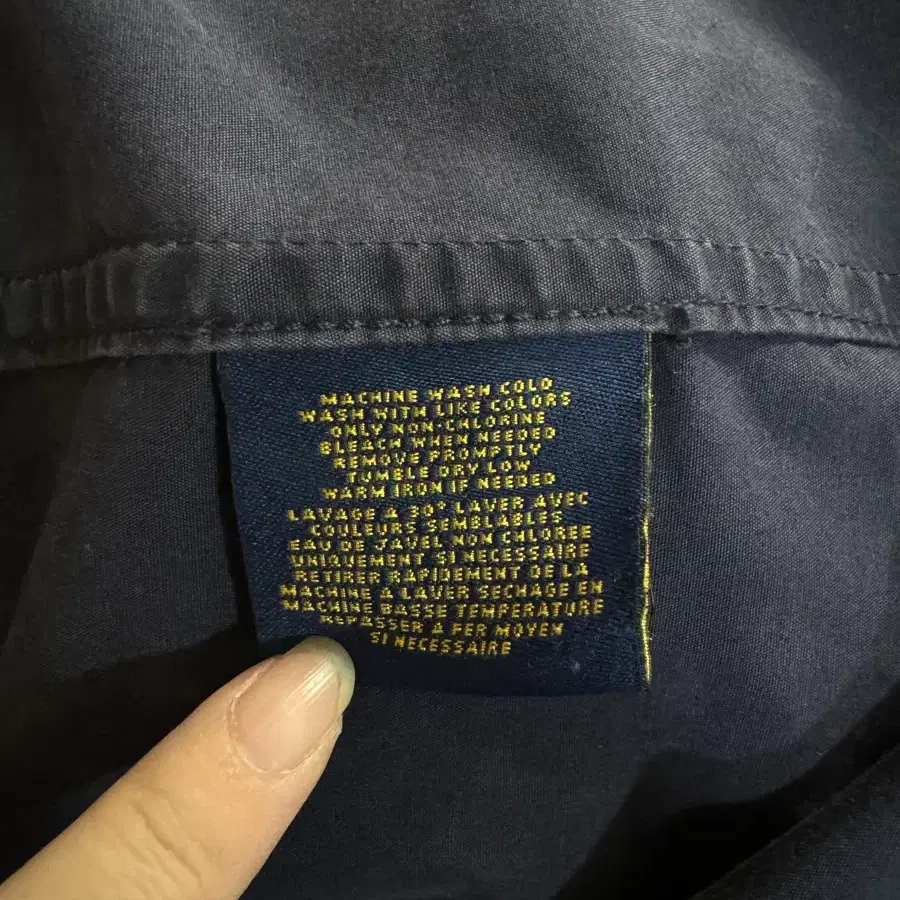 MACHINE WASH COLD
WASH WITH LIKE COLORS
ONLY NON-CHLORINE
BLEACH WHEN NEEDED
REMOVE PROMPTLY
TUMBLE DRY LOW
WARM IRON IF NEEDED
LAVAGE A 30° LAVER AVEC
COULEURS SEMBLABLES
EAU DE JAVEL NON CHLOREE
UNIQUEMENT SI NECESSAIRE
RETIRER RAPIDEMENT DE LA
MACHINE A LAVER SECHAGE EN
MACHINE BASSE TEMPERATURE
REPASSER A FER MOYEN
SI NECESSAIRE